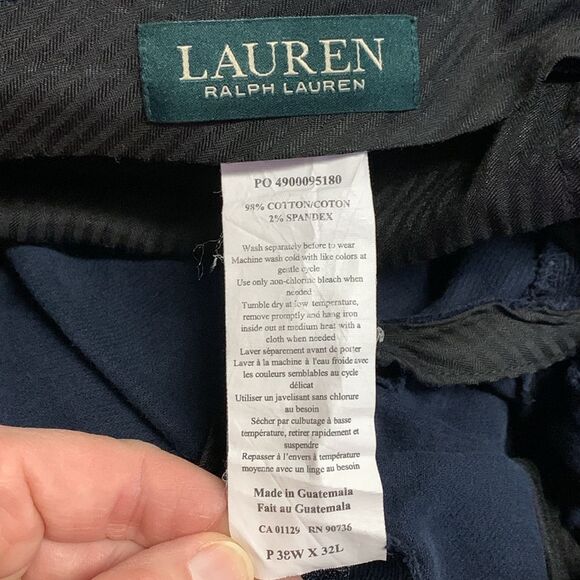 LAUREN
RALPH LAUREN
PO 4900095180
98% COTTON/COTON
2% SPANDEX
Wash separately before to wear
Machine wash cold with like colors at
gentle cycle
Use only non-chlorine bleach when
needed
Tumble dry at low temperature,
remove promptly and hang iron
inside out at medium heat with a
cloth when needed
Laver séparement avant de porter
Laver à la machine à l'eau froide avec
les couleurs semblables au cycle
délicat
Utiliser un javelisant sans chlorure
au besoin
Sécher par culbutage à basse
température, retirer rapidement et
suspendre
Repasser à l'envers à température
moyenne avec un linge au besoin
Made in Guatemala
Fait au Guatemala
CA 01129 RN 90736
P 38W X 32L